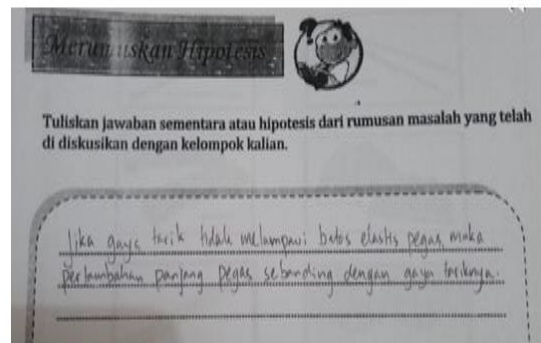 Merumuskan Hipotesis
Tuliskan jawaban sementara atau hipotesis dari rumusan masalah yang telah
di diskusikan dengan kelompok kalian.
Jika gaya tarik tidak melampaui batas elastis pegas, maka
pertambahan panjang pegas sebanding dengan gaya tariknya.